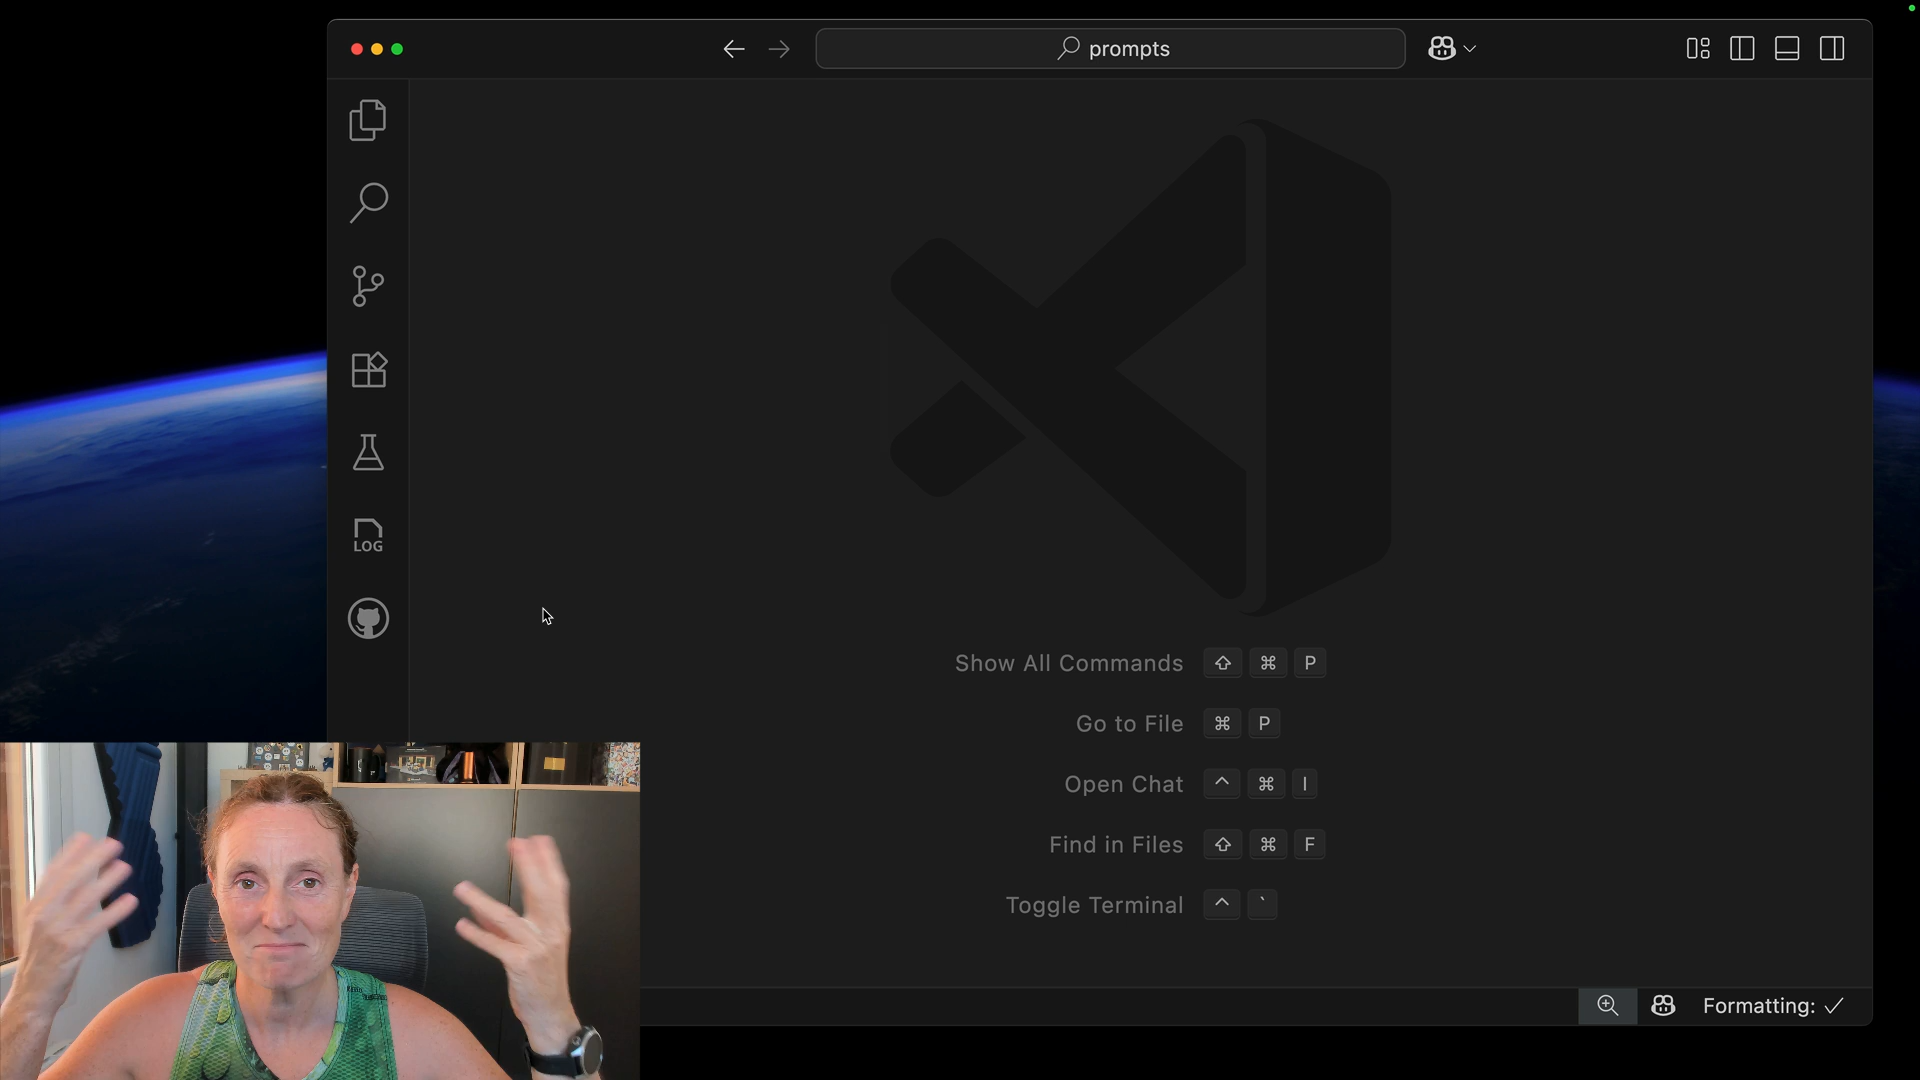 prompts
LOG
Show All Commands ⇧ ⌘ P
Go to File ⌘ P
Open Chat ^ ⌘ I
Find in Files ⇧ ⌘ F
Toggle Terminal ^ `
Formatting: ✓